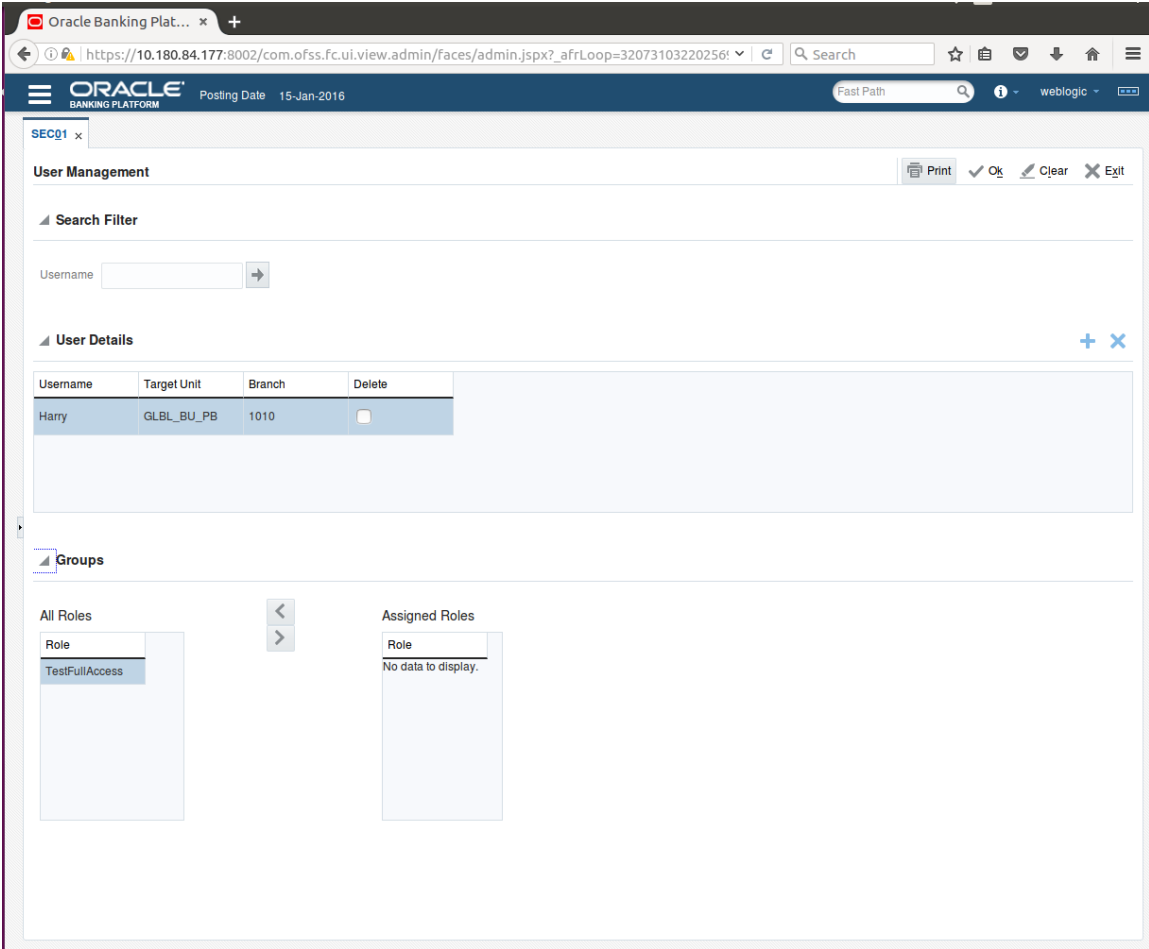 Oracle Banking Plat... × +
https://10.180.84.177:8002/com.ofss.fc.ui.view.admin/faces/admin.jspx?_afrLoop=32073103220256 Search
ORACLE
BANKING PLATFORM
Posting Date 15-Jan-2016
Fast Path
weblogic
SEC01 ×
User Management
Print Ok Clear Exit
Search Filter
Username
User Details
Username Target Unit Branch Delete
Harry GLBL_BU_PB 1010
Groups
All Roles Assigned Roles
Role Role
TestFullAccess No data to display.